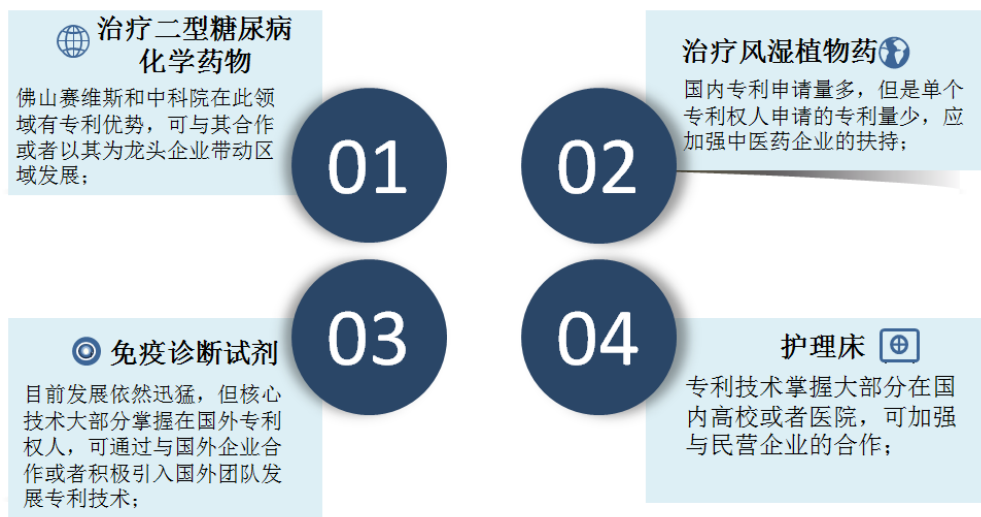 治疗二型糖尿病
化学药物
佛山赛维斯和中科院在此领
域有专利优势，可与其合作
或者以其为龙头企业带动区
域发展；
01
治疗风湿植物药
国内专利申请量多，但是单个
专利权人申请的专利量少，应
加强中医药企业的扶持；
02
免疫诊断试剂
目前发展依然迅猛，但核心
技术大部分掌握在国外专利
权人，可通过与国外企业合
作或者积极引入国外团队发
展专利技术；
03
护理床
专利技术掌握大部分在国
内高校或者医院，可加强
与民营企业的合作；
04